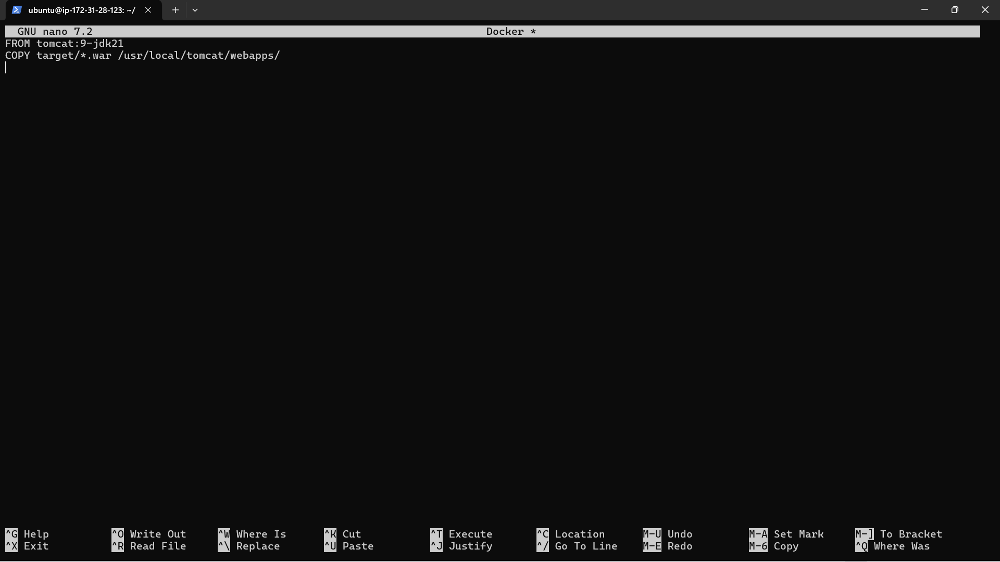 ubuntu@ip-172-31-28-123: ~/
GNU nano 7.2 Docker *
FROM tomcat:9-jdk21
COPY target/*.war /usr/local/tomcat/webapps/
^G Help ^O Write Out ^W Where Is ^K Cut ^T Execute ^C Location M-U Undo M-A Set Mark M-] To Bracket
^X Exit ^R Read File ^\ Replace ^U Paste ^J Justify ^/ Go To Line M-E Redo M-6 Copy ^Q Where Was